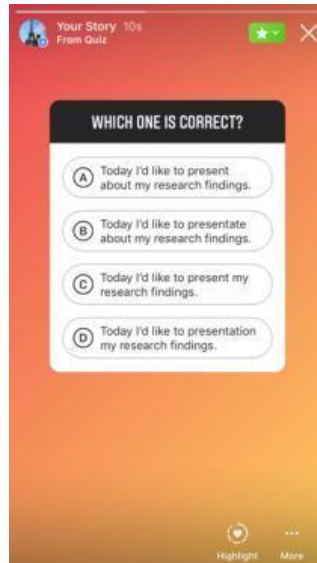 Your Story 10s
From Quiz
WHICH ONE IS CORRECT?
A Today I'd like to present
about my research findings.
B Today I'd like to presentate
about my research findings.
C Today I'd like to present my
research findings.
D Today I'd like to presentation
my research findings.
Highlight More